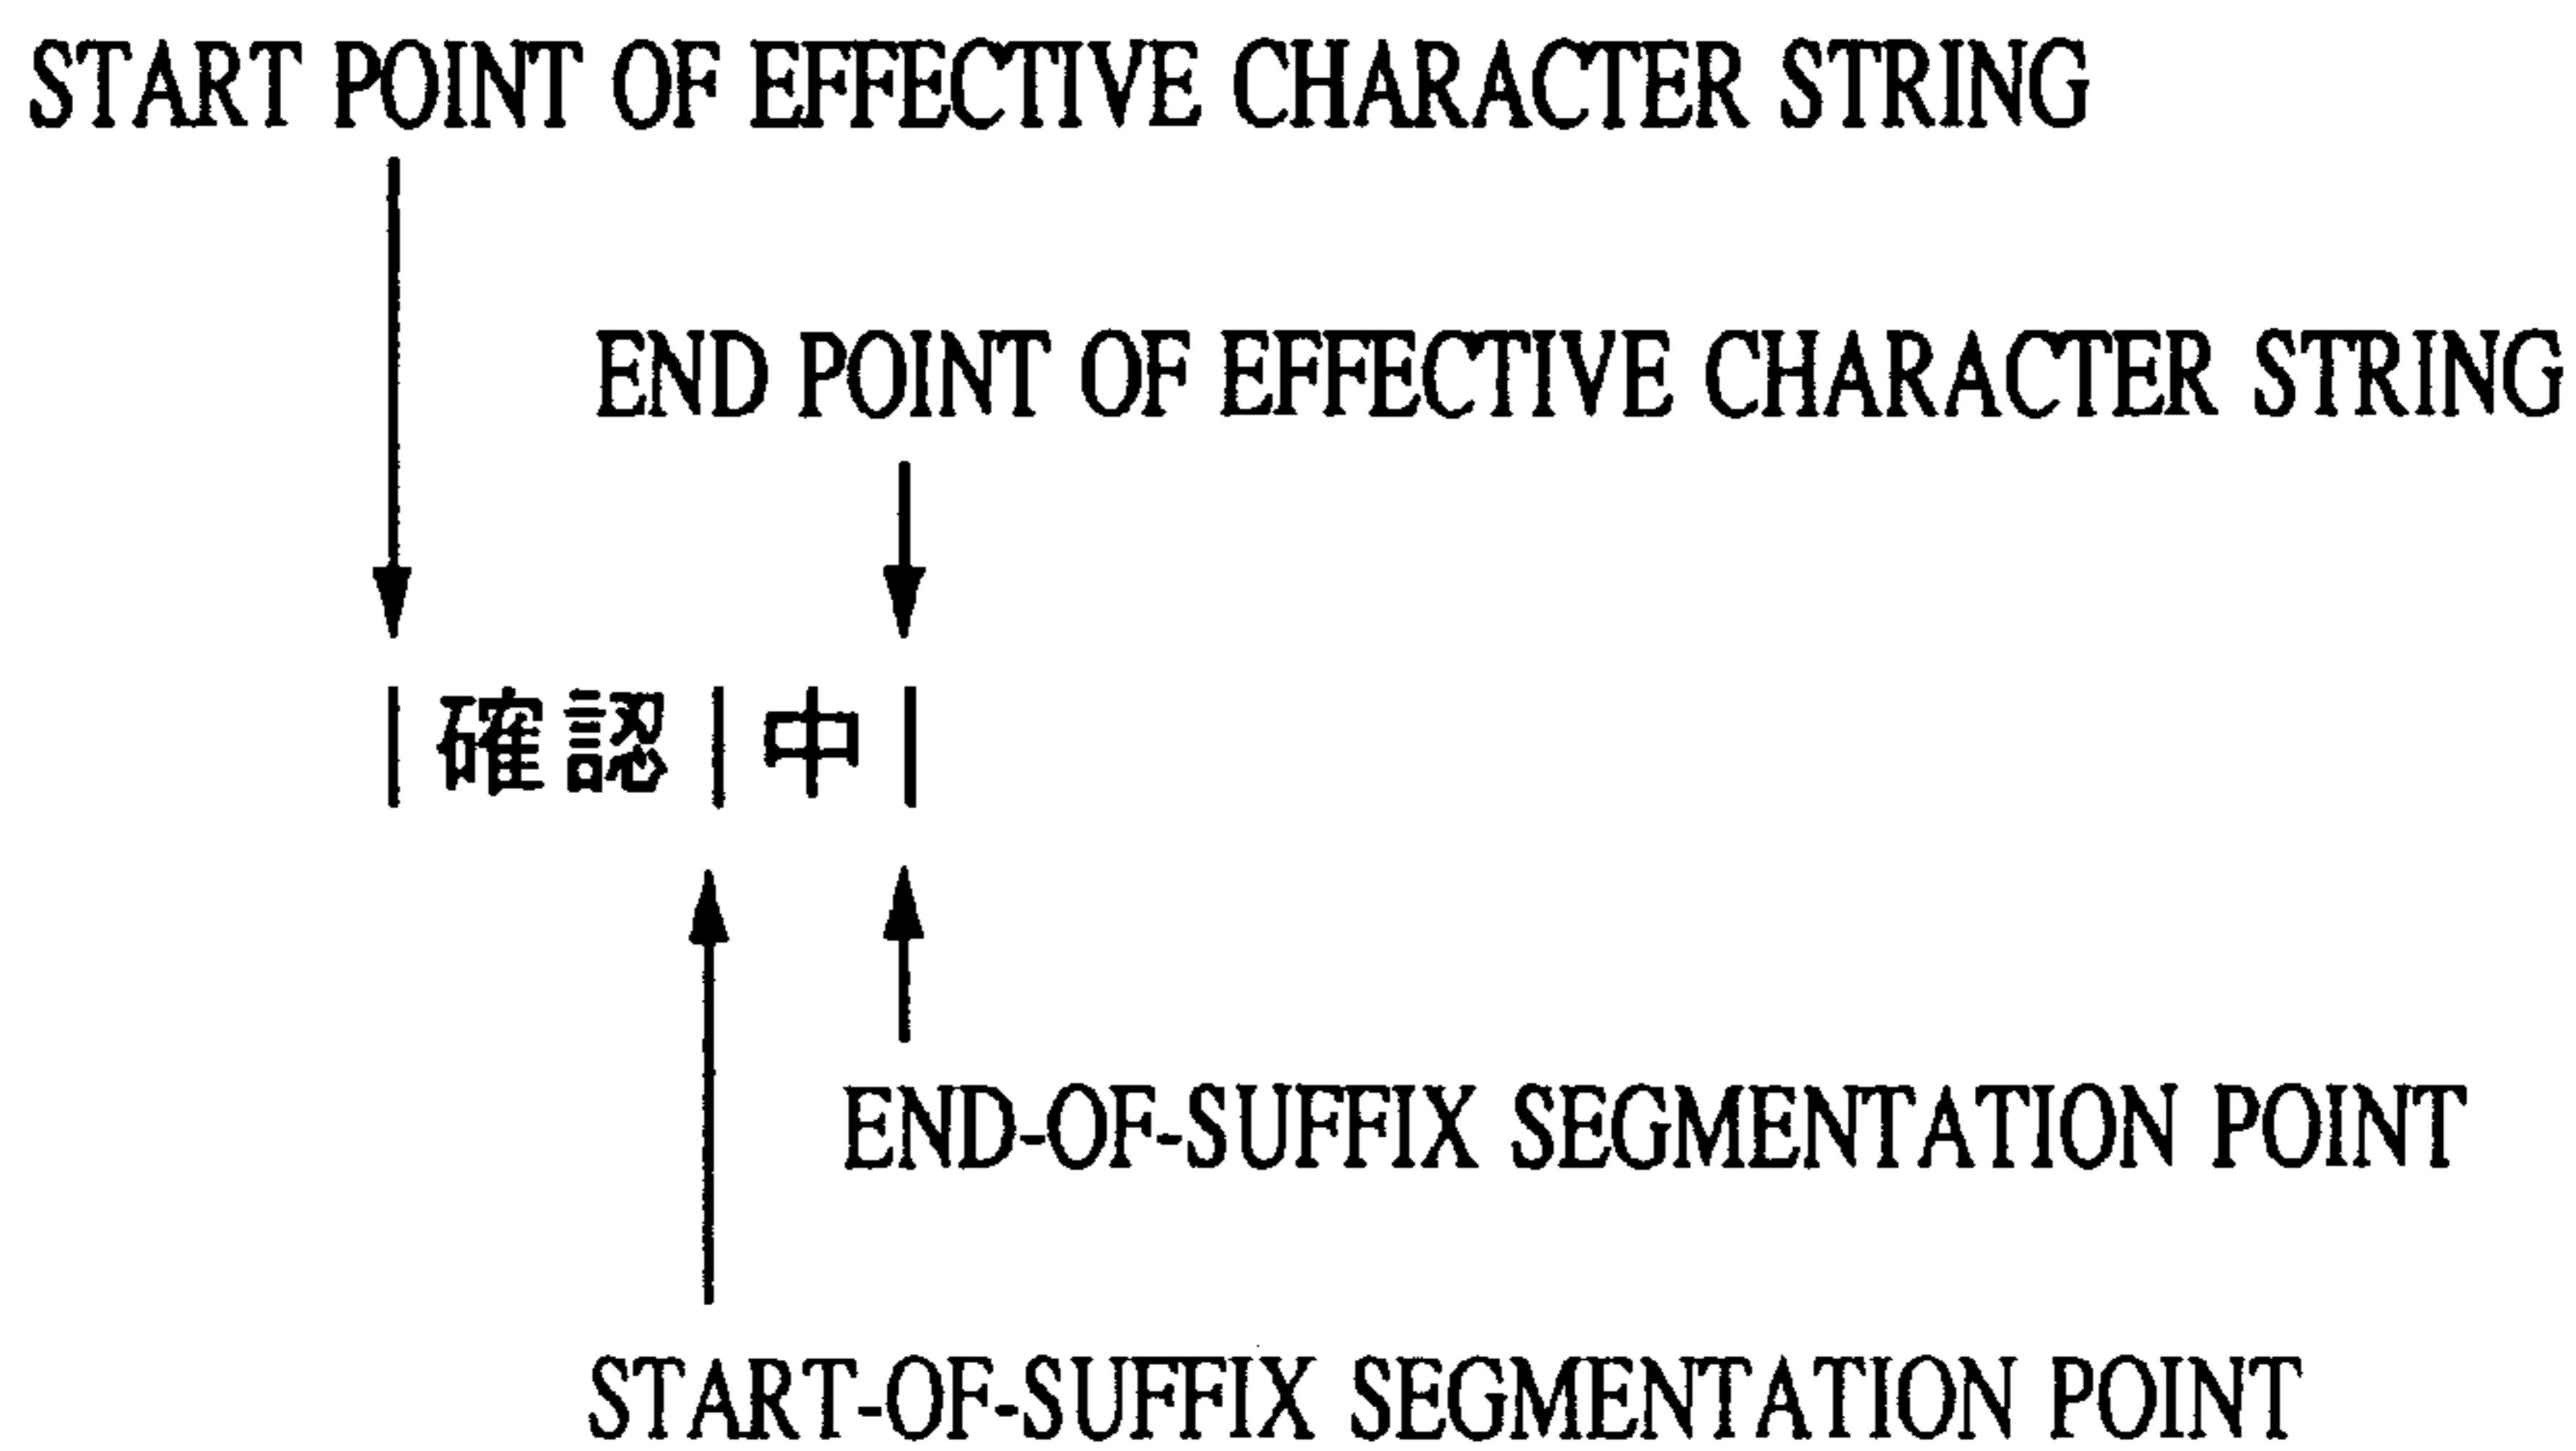 START POINT OF EFFECTIVE CHARACTER STRING
END POINT OF EFFECTIVE CHARACTER STRING
| 確認 | 中 |
END-OF-SUFFIX SEGMENTATION POINT
START-OF-SUFFIX SEGMENTATION POINT